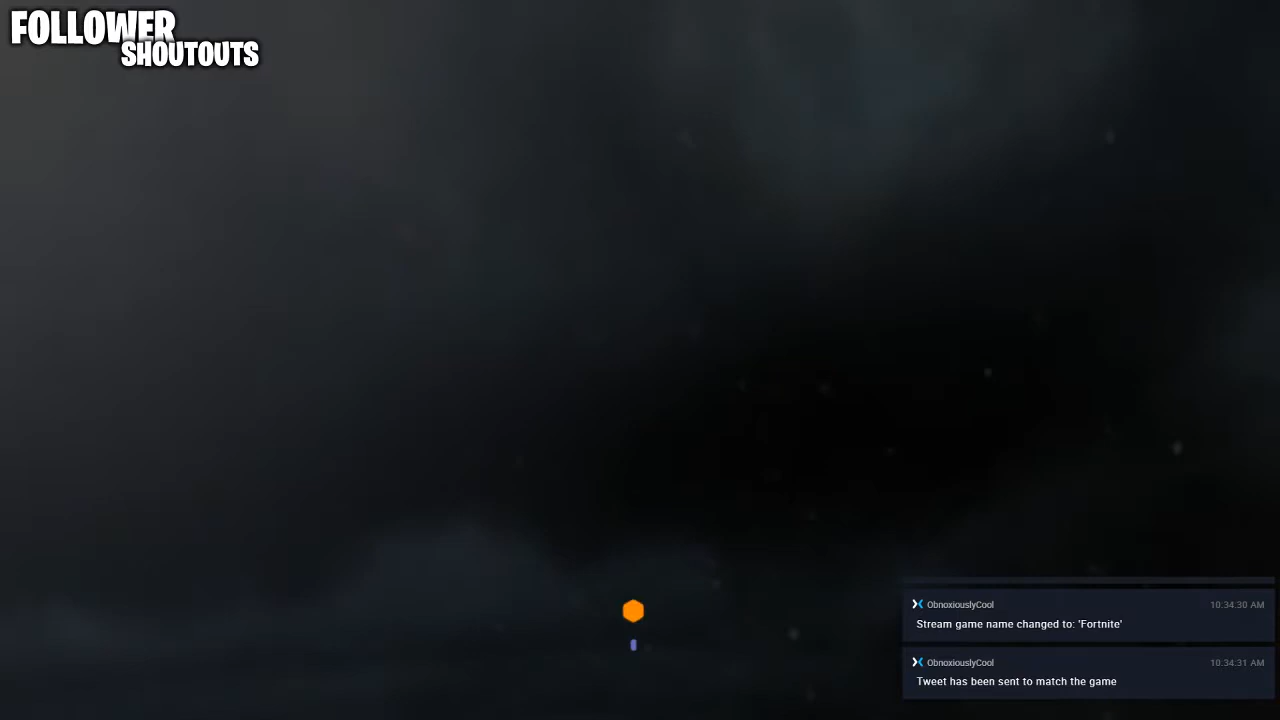 FOLLOWER
SHOUTOUTS
ObnoxiouslyCool 10:34:30 AM
Stream game name changed to: 'Fortnite'
ObnoxiouslyCool 10:34:31 AM
Tweet has been sent to match the game